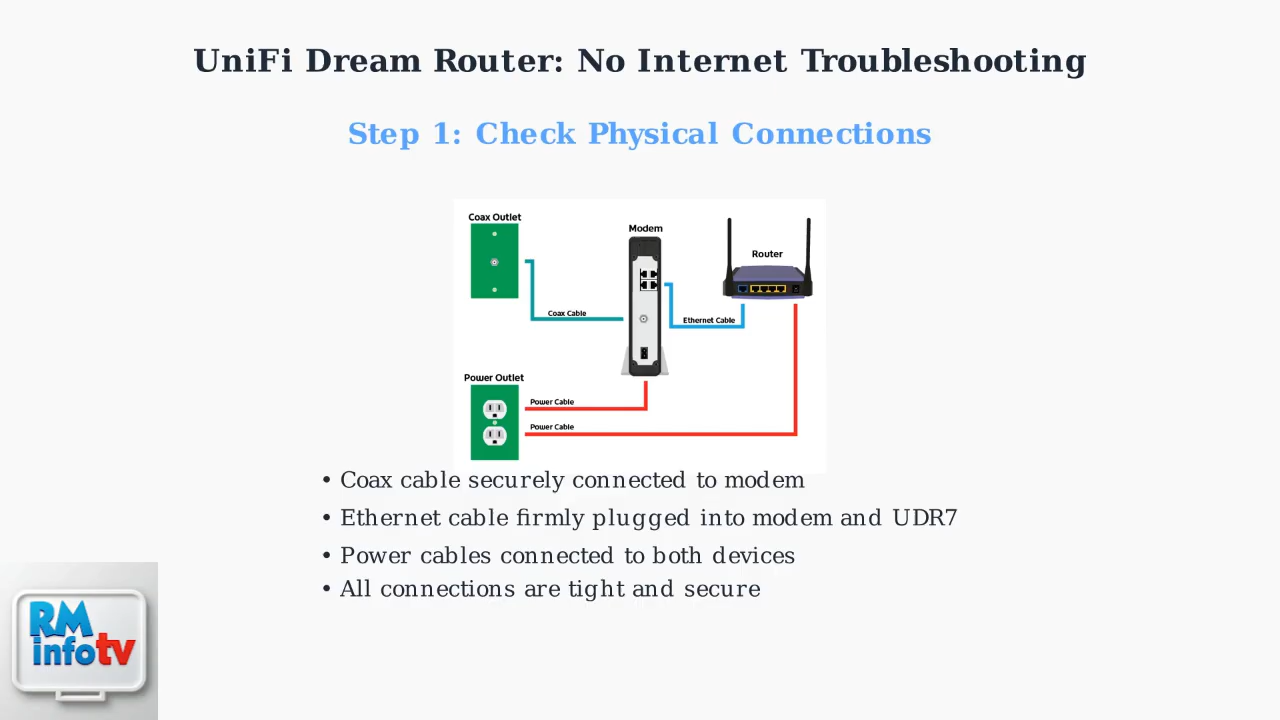 UniFi Dream Router: No Internet Troubleshooting
Step 1: Check Physical Connections
Coax Outlet
Modem
Router
Coax Cable
Ethernet Cable
Power Outlet
Power Cable
Power Cable
• Coax cable securely connected to modem
• Ethernet cable firmly plugged into modem and UDR7
• Power cables connected to both devices
• All connections are tight and secure
RM
infotv